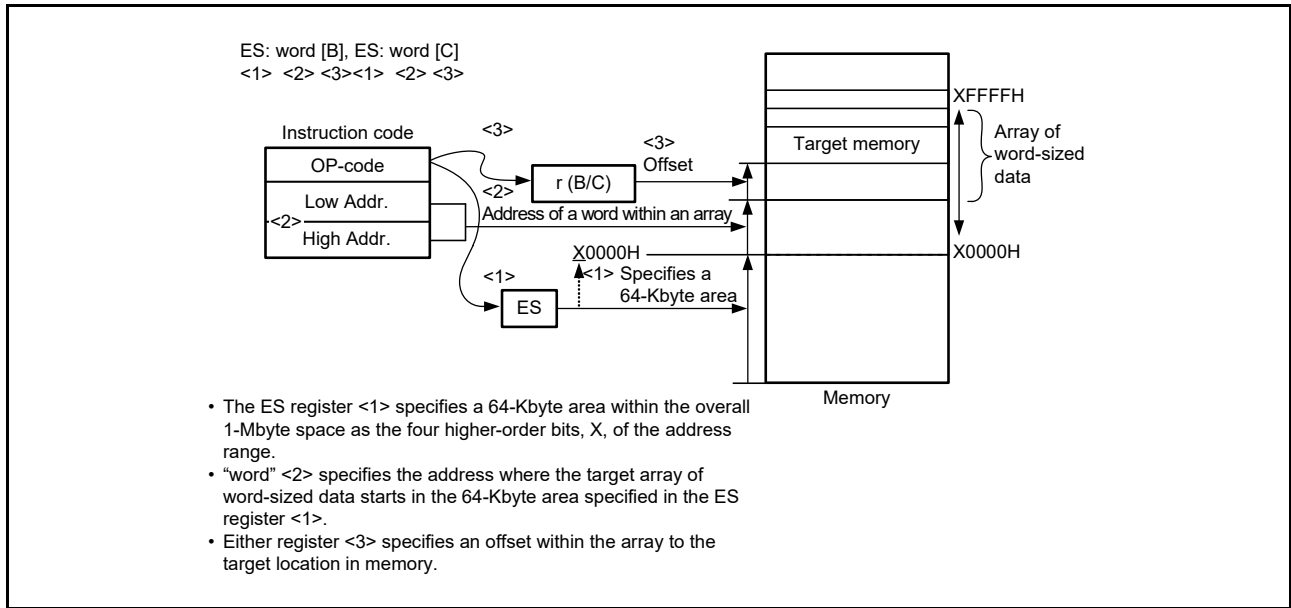 ES: word [B], ES: word [C]
<1> <2> <3><1> <2> <3>
Instruction code
OP-code
Low Addr.
<2>
High Addr.
<3>
r (B/C)
<3>
Offset
<2>
Address of a word within an array
X0000H
<1>
<1> Specifies a
64-Kbyte area
ES
XFFFFH
Target memory
Array of
word-sized
data
X0000H
Memory
• The ES register <1> specifies a 64-Kbyte area within the overall
1-Mbyte space as the four higher-order bits, X, of the address
range.
• “word” <2> specifies the address where the target array of
word-sized data starts in the 64-Kbyte area specified in the ES
register <1>.
• Either register <3> specifies an offset within the array to the
target location in memory.